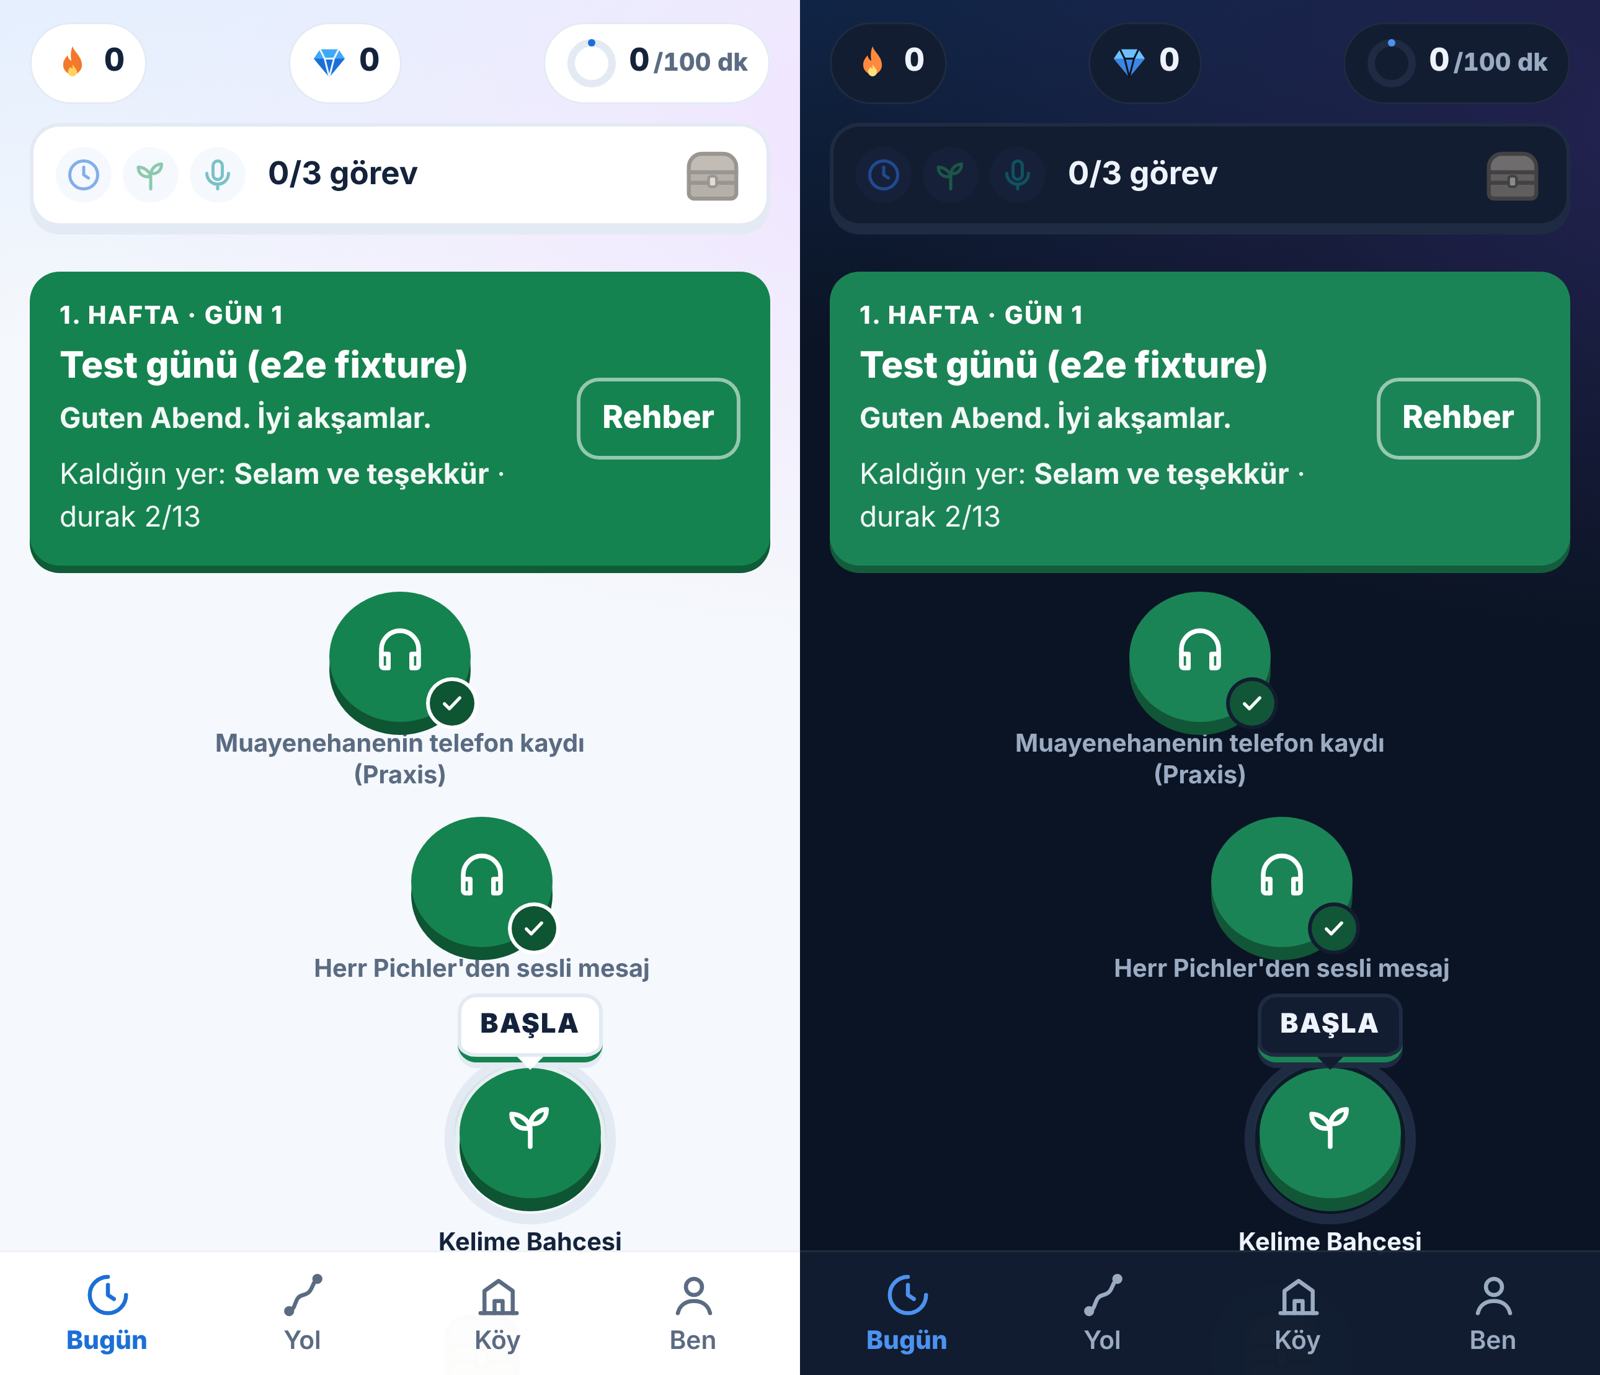 0
0
0/100 dk
0/3 görev
1. HAFTA · GÜN 1
Test günü (e2e fixture)
Guten Abend. İyi akşamlar.
Rehber
Kaldığın yer: Selam ve teşekkür ·
durak 2/13
Muayenehanenin telefon kaydı
(Praxis)
Herr Pichler'den sesli mesaj
BAŞLA
Kelime Bahçesi
Bugün
Yol
Köy
Ben
0
0
0/100 dk
0/3 görev
1. HAFTA · GÜN 1
Test günü (e2e fixture)
Guten Abend. İyi akşamlar.
Rehber
Kaldığın yer: Selam ve teşekkür ·
durak 2/13
Muayenehanenin telefon kaydı
(Praxis)
Herr Pichler'den sesli mesaj
BAŞLA
Kelime Bahçesi
Bugün
Yol
Köy
Ben